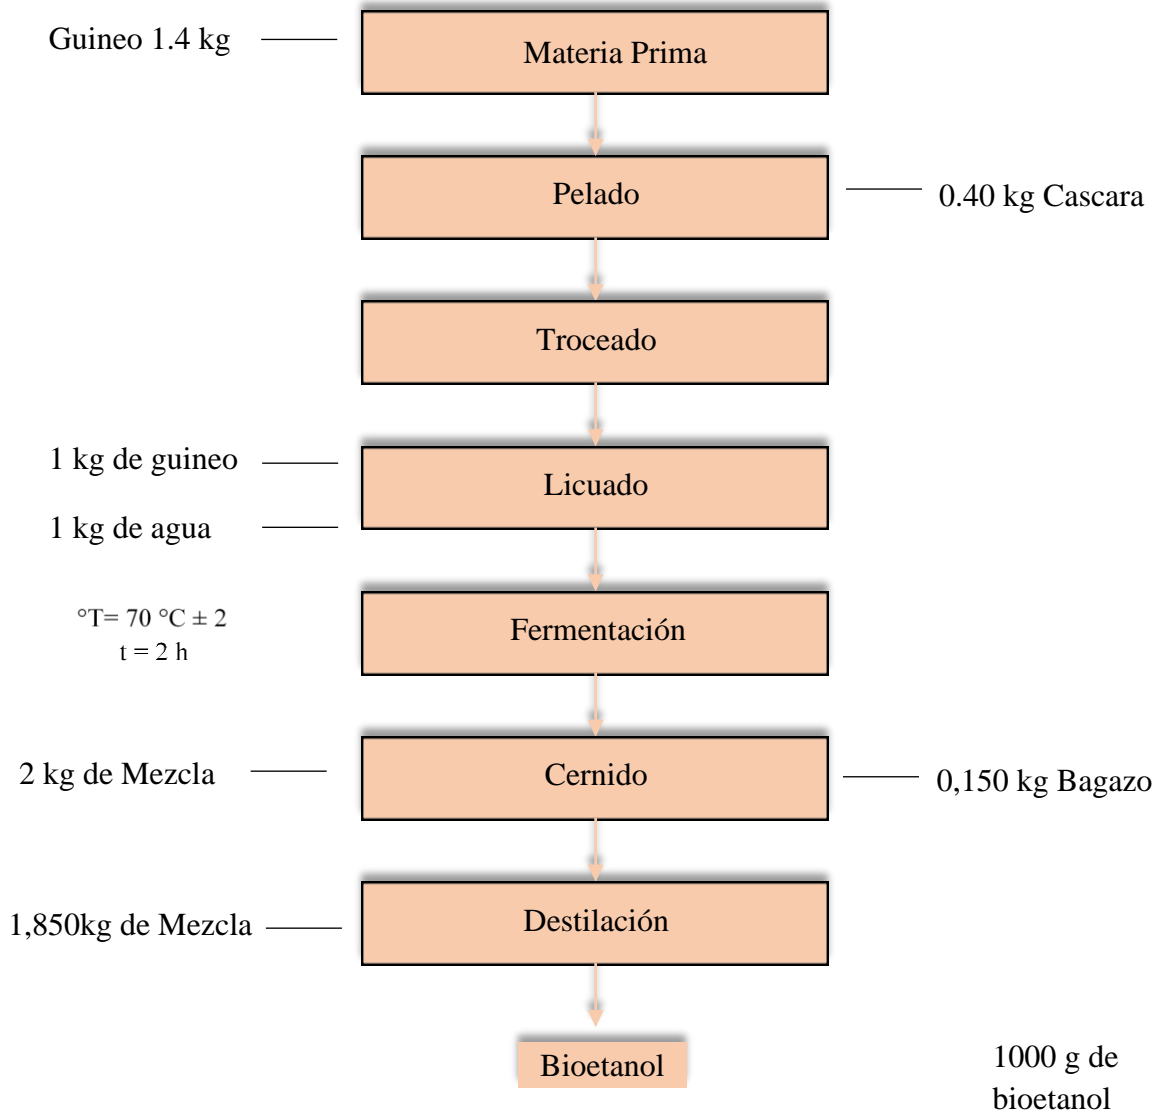 Guineo 1.4 kg
Materia Prima
Pelado
0.40 kg Cascara
Troceado
1 kg de guineo
Licuado
1 kg de agua
°T= 70 °C ± 2
t = 2 h
Fermentación
2 kg de Mezcla
Cernido
0,150 kg Bagazo
1,850kg de Mezcla
Destilación
Bioetanol
1000 g de
bioetanol